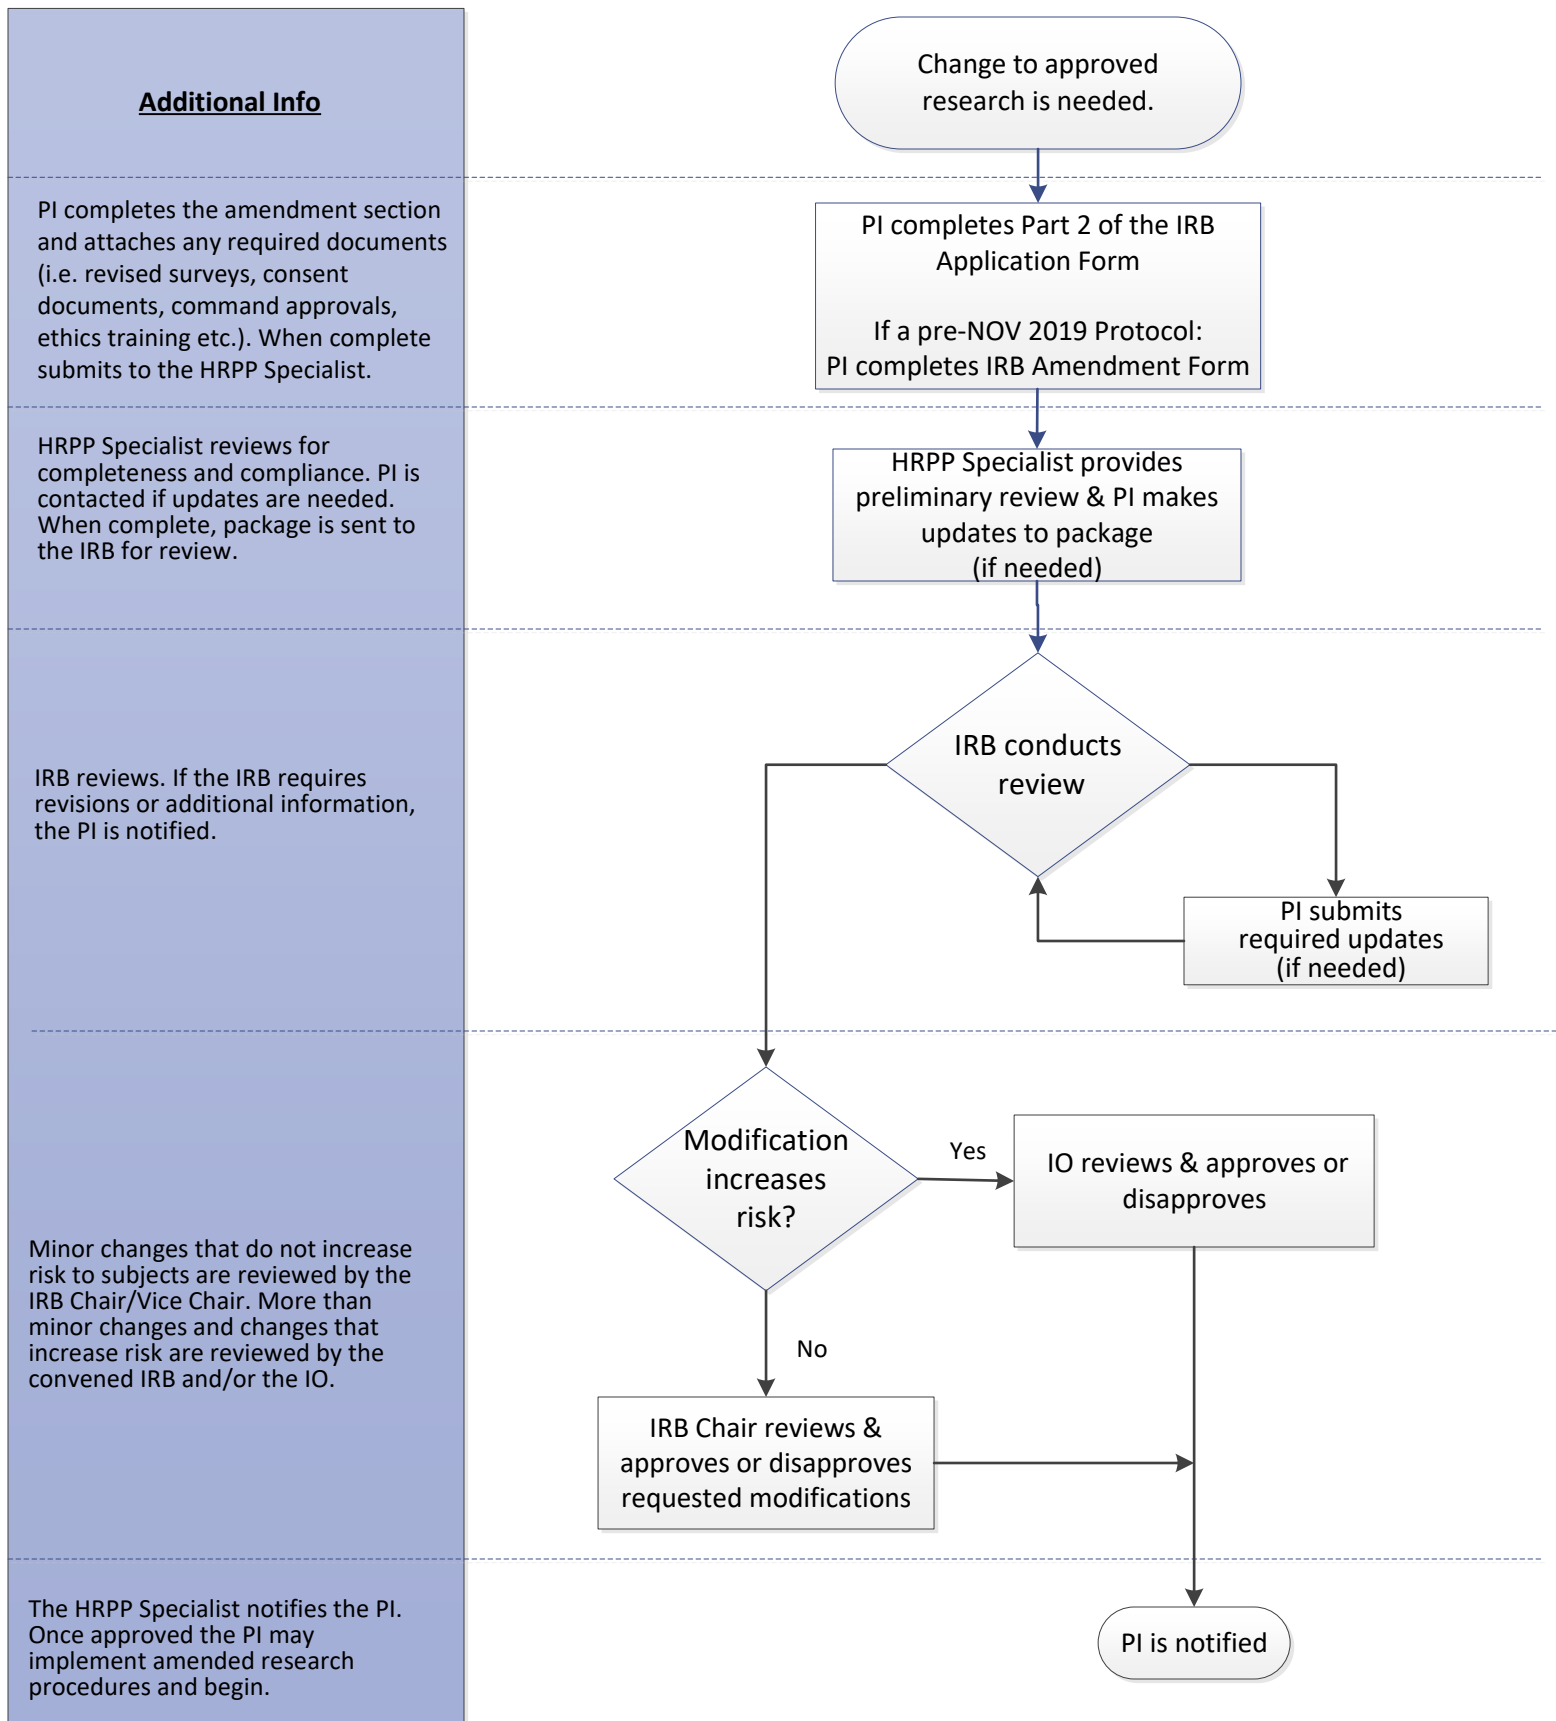 Additional Info
Change to approved
research is needed.
PI completes the amendment section
and attaches any required documents
(i.e. revised surveys, consent
documents, command approvals,
ethics training etc.). When complete
submits to the HRPP Specialist.
PI completes Part 2 of the IRB
Application Form
If a pre-NOV 2019 Protocol:
PI completes IRB Amendment Form
HRPP Specialist reviews for
completeness and compliance. PI is
contacted if updates are needed.
When complete, package is sent to
the IRB for review.
HRPP Specialist provides
preliminary review & PI makes
updates to package
(if needed)
IRB reviews. If the IRB requires
revisions or additional information,
the PI is notified.
IRB conducts
review
PI submits
required updates
(if needed)
Minor changes that do not increase
risk to subjects are reviewed by the
IRB Chair/Vice Chair. More than
minor changes and changes that
increase risk are reviewed by the
convened IRB and/or the IO.
Modification
increases
risk?
Yes
IO reviews & approves or
disapproves
No
IRB Chair reviews &
approves or disapproves
requested modifications
The HRPP Specialist notifies the PI.
Once approved the PI may
implement amended research
procedures and begin.
PI is notified